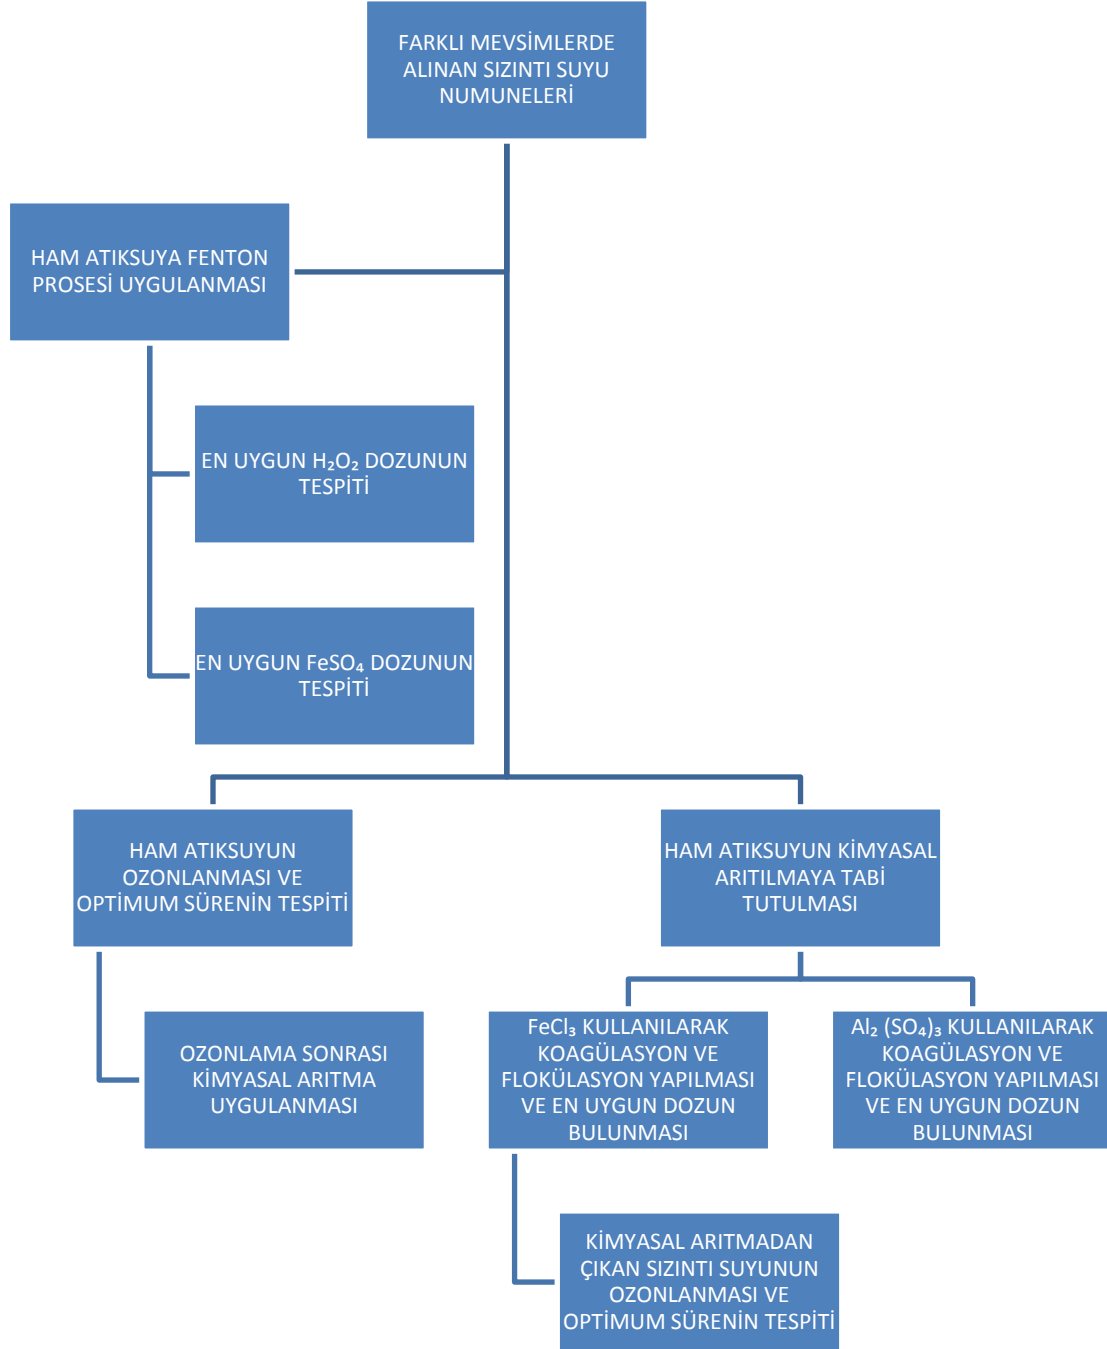 FARKLI MEVSİMLERDE
ALINAN SIZINTI SUYU
NUMUNELERİ
HAM ATIKSUYA FENTON
PROSESİ UYGULANMASI
EN UYGUN H₂O₂ DOZUNUN
TESPİTİ
EN UYGUN FeSO₄ DOZUNUN
TESPİTİ
HAM ATIKSUYUN
OZONLANMASI VE
OPTİMUM SÜRENİN TESPİTİ
OZONLAMA SONRASI
KİMYASAL ARITMA
UYGULANMASI
HAM ATIKSUYUN KİMYASAL
ARITILMAYA TABİ
TUTULMASI
FeCl₃ KULLANILARAK
KOAGÜLASYON VE
FLOKÜLASYON YAPILMASI
VE EN UYGUN DOZUN
BULUNMASI
KİMYASAL ARITMADAN
ÇIKAN SIZINTI SUYUNUN
OZONLANMASI VE
OPTİMUM SÜRENİN TESPİTİ
Al₂ (SO₄)₃ KULLANILARAK
KOAGÜLASYON VE
FLOKÜLASYON YAPILMASI
VE EN UYGUN DOZUN
BULUNMASI